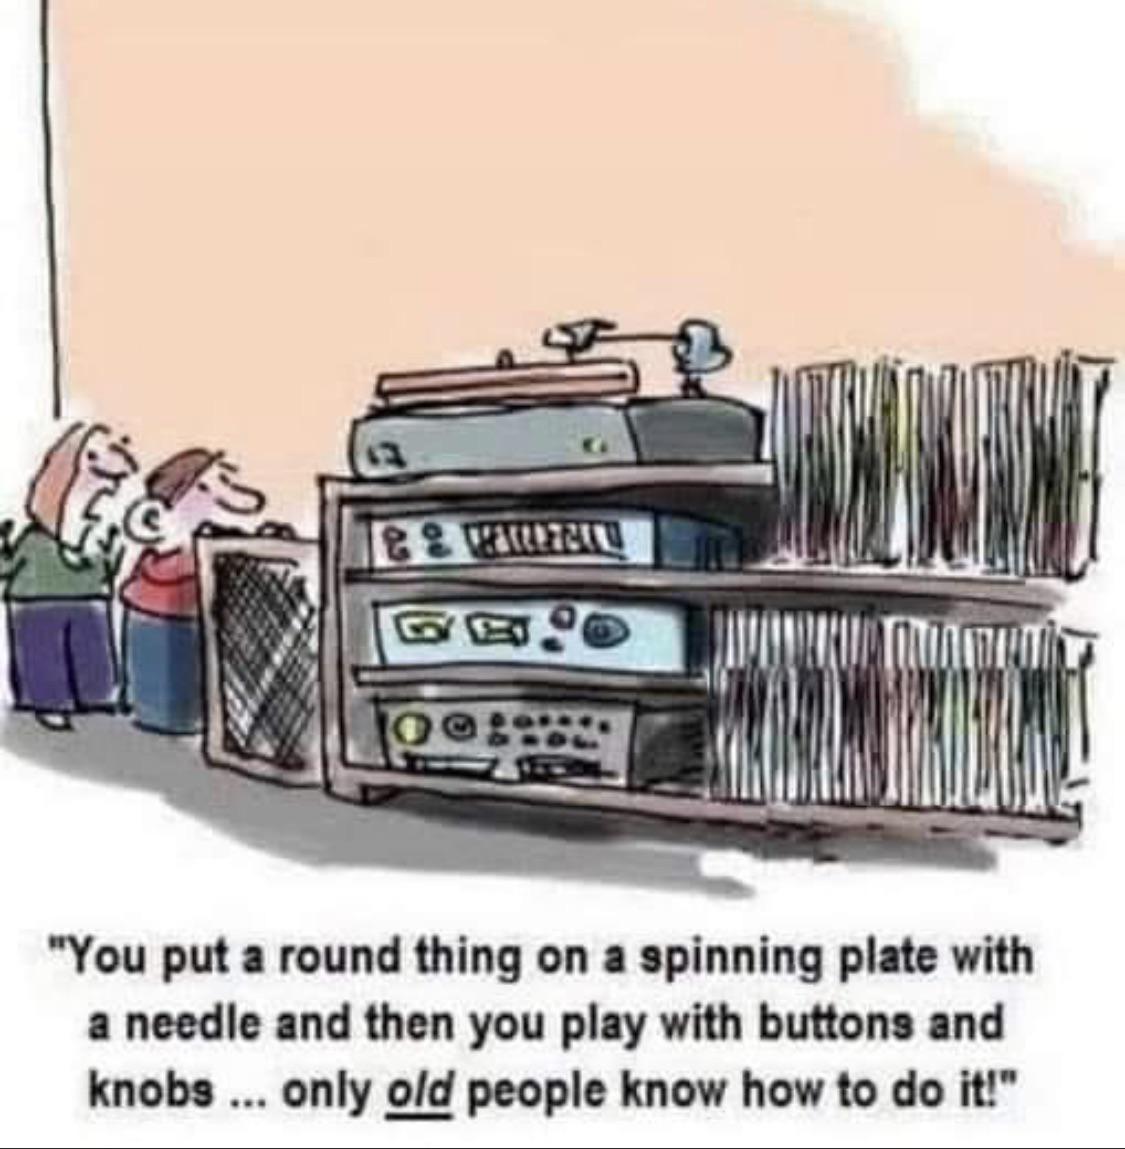 "You put a round thing on a spinning plate with
a needle and then you play with buttons and
knobs ... only old people know how to do it!"